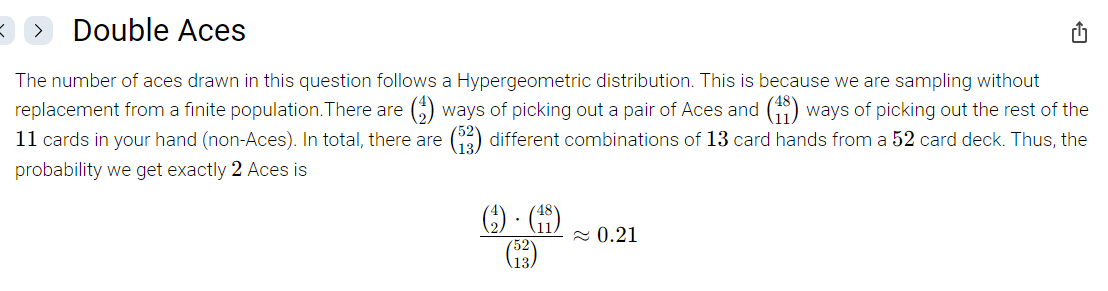 Double Aces
The number of aces drawn in this question follows a Hypergeometric distribution. This is because we are sampling without
replacement from a finite population.There are $\binom{4}{2}$ ways of picking out a pair of Aces and $\binom{48}{11}$ ways of picking out the rest of the
11 cards in your hand (non-Aces). In total, there are $\binom{52}{13}$ different combinations of 13 card hands from a 52 card deck. Thus, the
probability we get exactly 2 Aces is
$\frac{\binom{4}{2} \cdot \binom{48}{11}}{\binom{52}{13}} \approx 0.21$